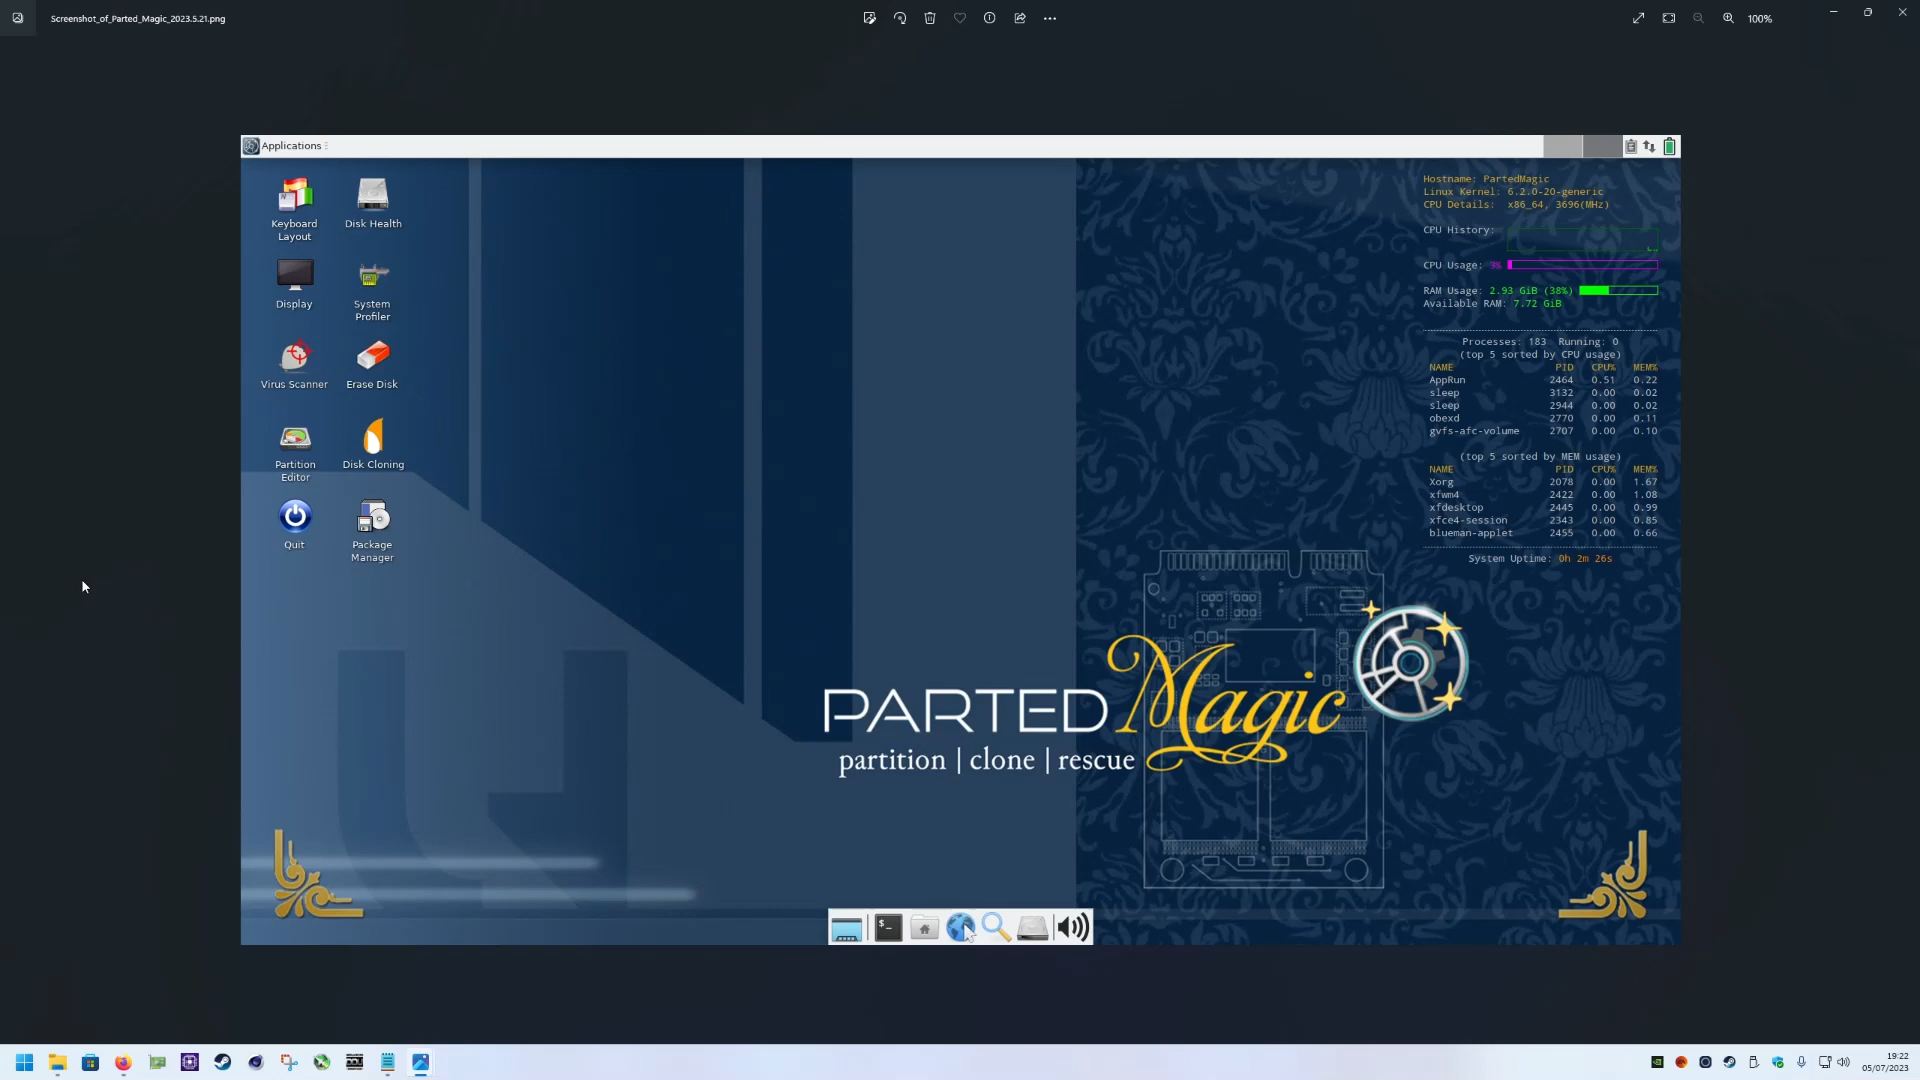 Screenshot_of_Parted_Magic_2023.5.21.png
100%
Applications
Keyboard
Layout
Disk Health
Display
System
Profiler
Virus Scanner
Erase Disk
Partition
Editor
Disk Cloning
Quit
Package
Manager
Hostname: PartedMagic
Linux Kernel: 6.2.0-20-generic
CPU Details: x86_64, 3696(MHz)
CPU History:
CPU Usage: 3%
RAM Usage: 2.93 GiB (38%)
Available RAM: 7.72 GiB
Processes: 183 Running: 0
(top 5 sorted by CPU usage)
NAME PID CPU% MEM%
AppRun 2464 0.51 0.22
sleep 3132 0.00 0.02
sleep 2944 0.00 0.02
obexd 2770 0.00 0.11
gvfs-afc-volume 2707 0.00 0.10
(top 5 sorted by MEM usage)
NAME PID CPU% MEM%
Xorg 2078 0.00 1.67
xfwm4 2422 0.00 1.08
xfdesktop 2445 0.00 0.99
xfce4-session 2343 0.00 0.85
blueman-applet 2455 0.00 0.66
System Uptime: 0h 2m 26s
PARTED Magic
partition | clone | rescue
19:22
05/07/2023